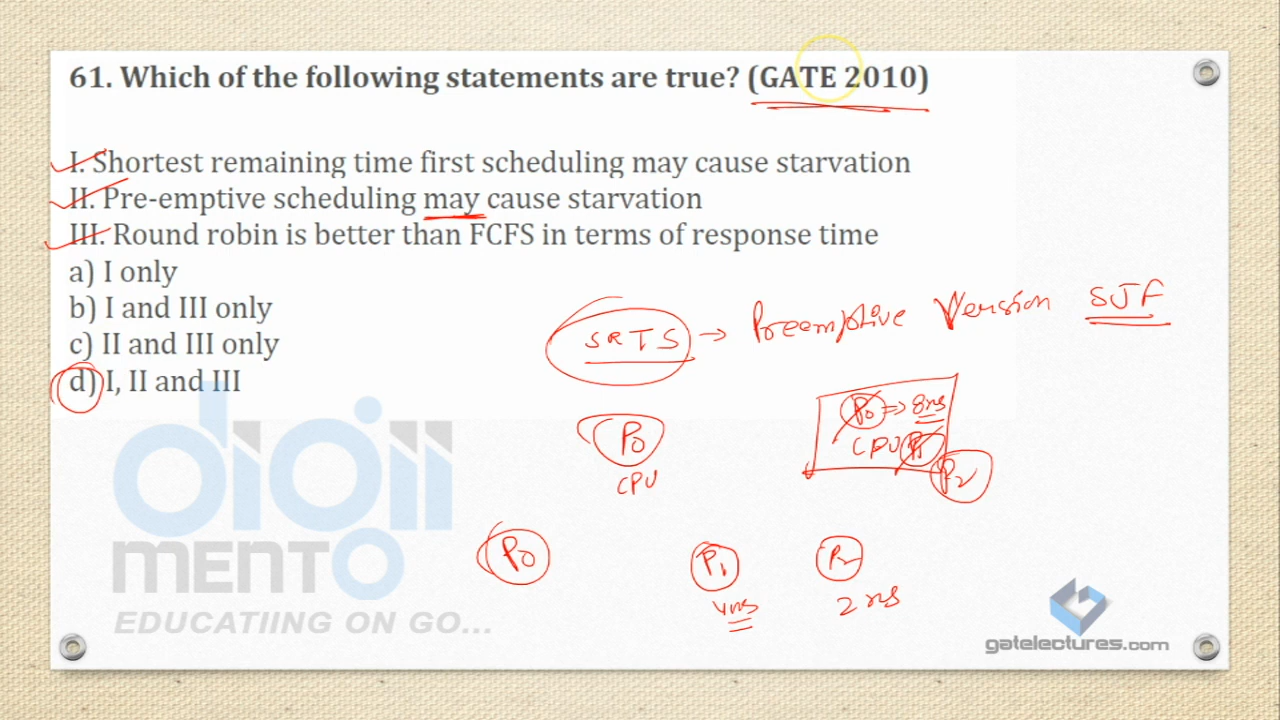 61. Which of the following statements are true? (GATE 2010)
I. Shortest remaining time first scheduling may cause starvation
II. Pre-emptive scheduling may cause starvation
III. Round robin is better than FCFS in terms of response time
a) I only
b) I and III only
c) II and III only
d) I, II and III
SRTS → Preemptive Version SJF
P0 ⇒ 8ns
CPU P1
P2
P0
CPU
P0
P1
4ns
P2
2ns
digii
MENTO
EDUCATIING ON GO...
gatelectures.com